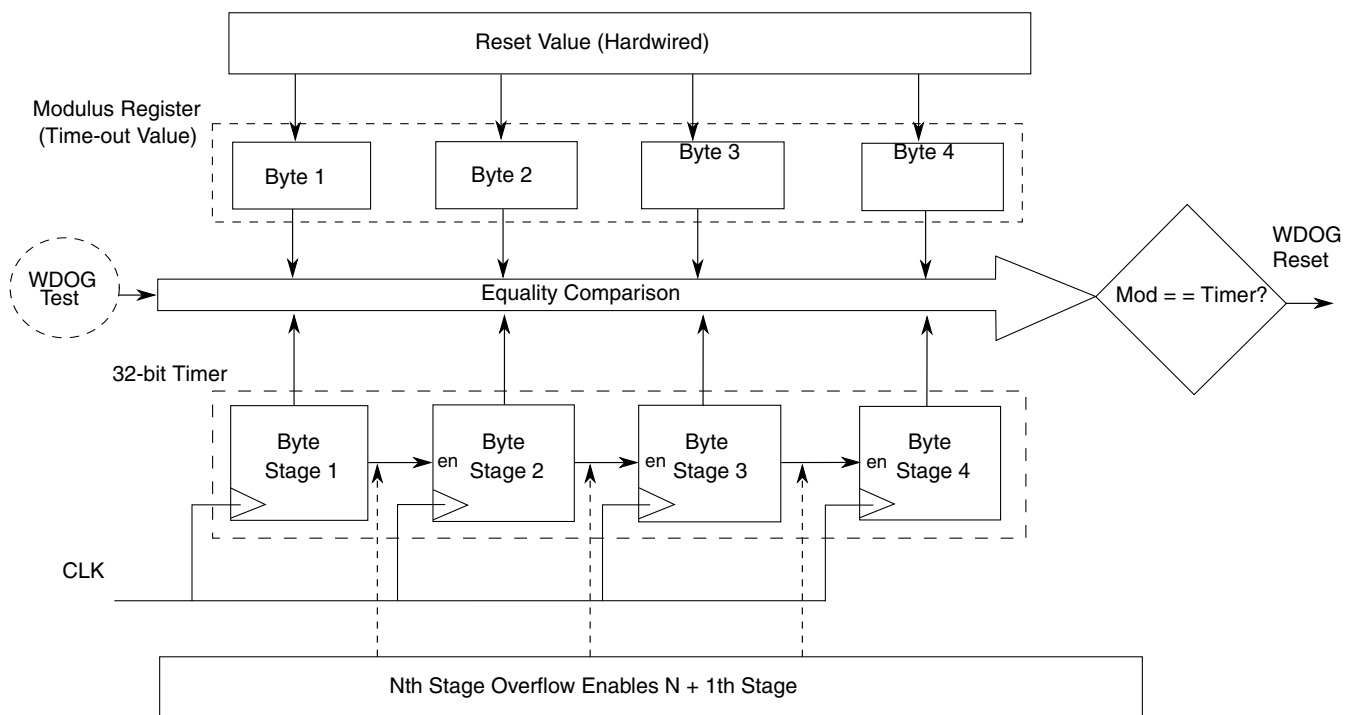 Reset Value (Hardwired)
Modulus Register
(Time-out Value)
Byte 1
Byte 2
Byte 3
Byte 4
WDOG
Test
Equality Comparison
Mod = = Timer?
WDOG
Reset
32-bit Timer
Byte
Stage 1
en
Byte
Stage 2
en
Byte
Stage 3
en
Byte
Stage 4
CLK
Nth Stage Overflow Enables N + 1th Stage